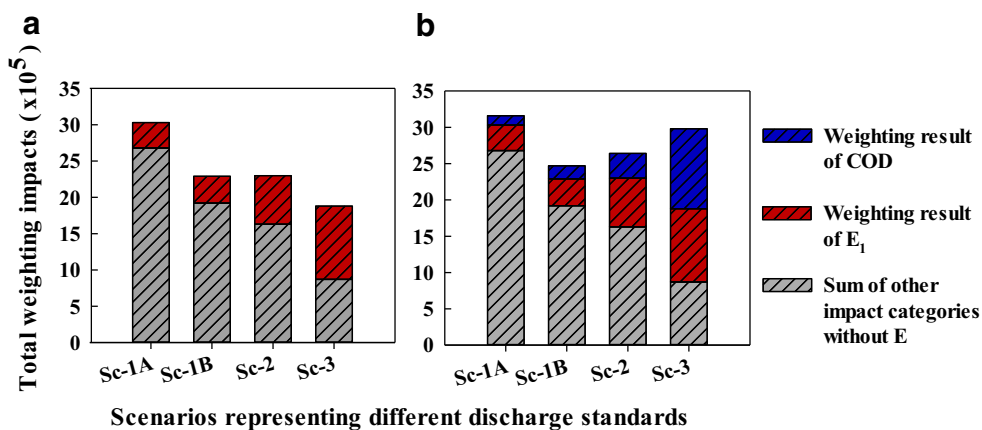 a
b
Total weighting impacts (x10⁵)
35
30
25
20
15
10
5
0
Sc-1A
Sc-1B
Sc-2
Sc-3
35
30
25
20
15
10
5
0
Sc-1A
Sc-1B
Sc-2
Sc-3
Weighting result
of COD
Weighting result
of E₁
Sum of other
impact categories
without E
Scenarios representing different discharge standards